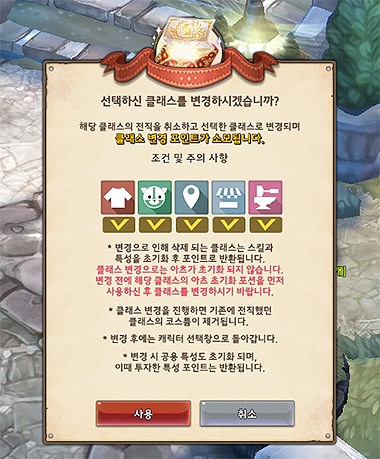 선택하신 클래스를 변경하시겠습니까?
해당 클래스의 전직을 취소하고 선택한 클래스로 변경되며
클래스 변경 포인트가 소모됩니다.
조건 및 주의 사항
* 변경으로 인해 삭제 되는 클래스는 스킬과
특성을 초기화 후 포인트로 반환됩니다.
클래스 변경으로는 아츠가 초기화 되지 않습니다.
변경 전에 해당 클래스의 아츠 초기화 포션을 먼저
사용하신 후 클래스를 변경하시기 바랍니다.
* 클래스 변경을 진행하면 기존에 전직했던
클래스의 코스튬이 제거됩니다.
* 변경 후에는 캐릭터 선택창으로 돌아갑니다.
* 변경 시 공용 특성도 초기화 되며,
이때 투자한 특성 포인트는 반환됩니다.
사용
취소